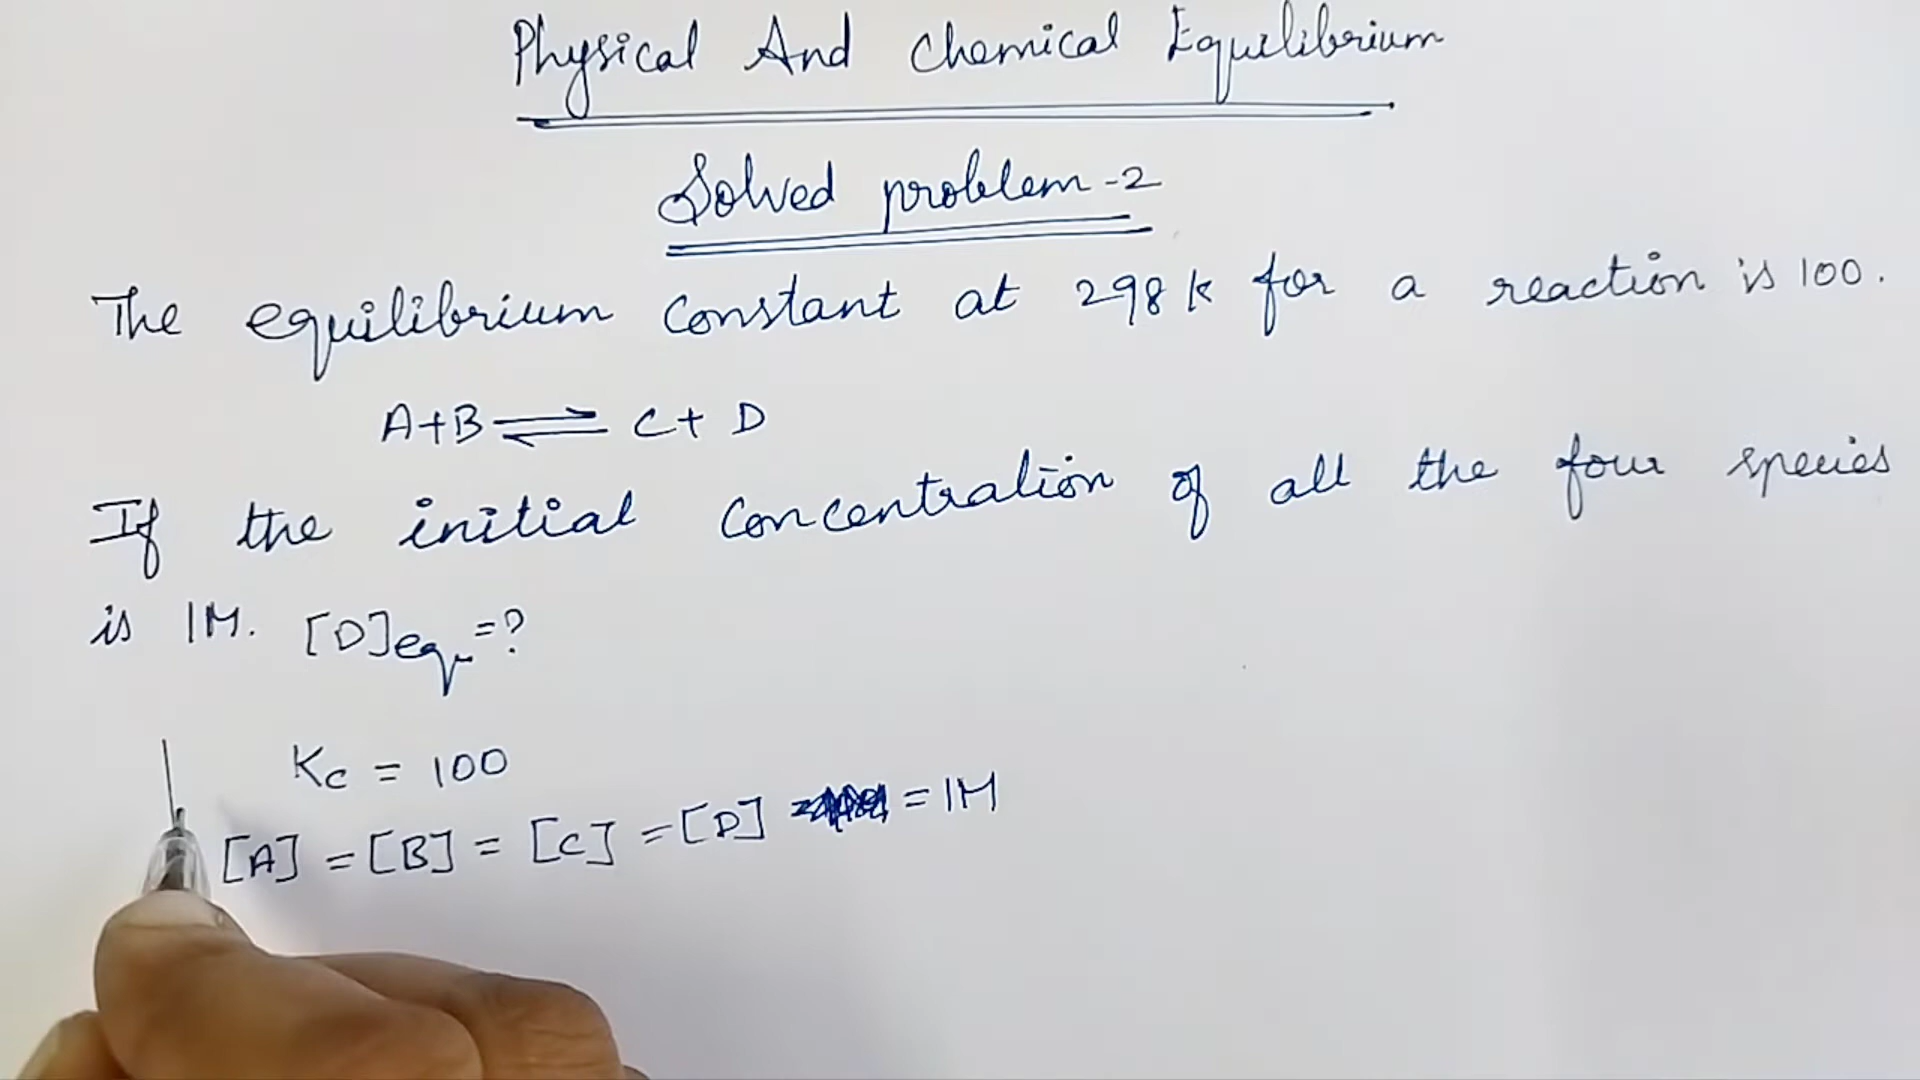 Physical And Chemical Equilibrium
Solved problem-2
The equilibrium constant at 298 K for a reaction is 100.
A+B ⇌ C+ D
If the initial concentration of all the four species
is 1M. [D]eq = ?
Kc = 100
[A] = [B] = [C] = [D] = 1M